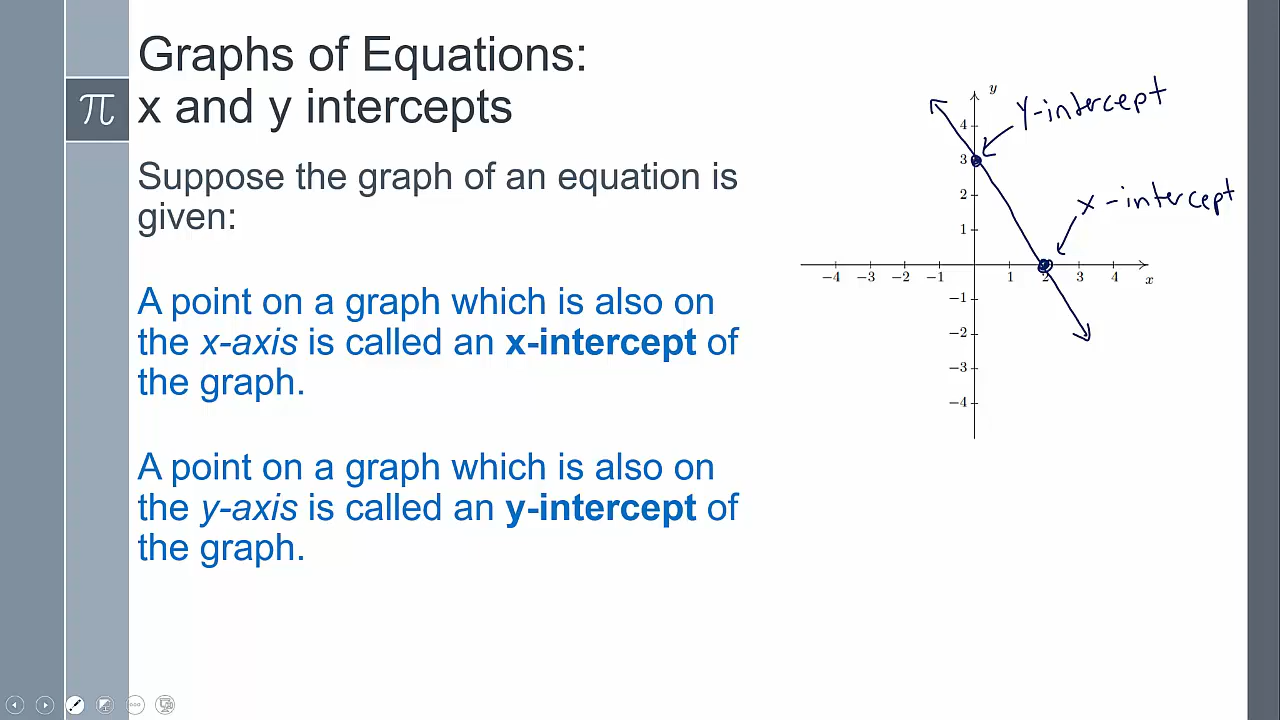 π
Graphs of Equations:
x and y intercepts
Suppose the graph of an equation is
given:
A point on a graph which is also on
the x-axis is called an x-intercept of
the graph.
A point on a graph which is also on
the y-axis is called an y-intercept of
the graph.
y
y-intercept
4
3
2
x-intercept
1
−4 −3 −2 −1 1 2 3 4 x
−1
−2
−3
−4